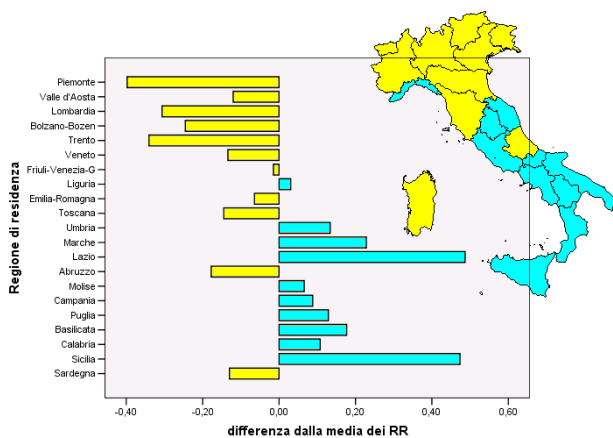 Regione di residenza
Piemonte
Valle d'Aosta
Lombardia
Bolzano-Bozen
Trento
Veneto
Friuli-Venezia-G
Liguria
Emilia-Romagna
Toscana
Umbria
Marche
Lazio
Abruzzo
Molise
Campania
Puglia
Basilicata
Calabria
Sicilia
Sardegna
-0,40 -0,20 0,00 0,20 0,40 0,60
differenza dalla media dei RR